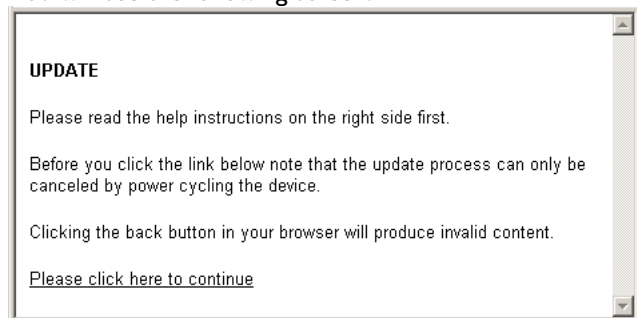 UPDATE
Please read the help instructions on the right side first.
Before you click the link below note that the update process can only be
canceled by power cycling the device.
Clicking the back button in your browser will produce invalid content.
Please click here to continue